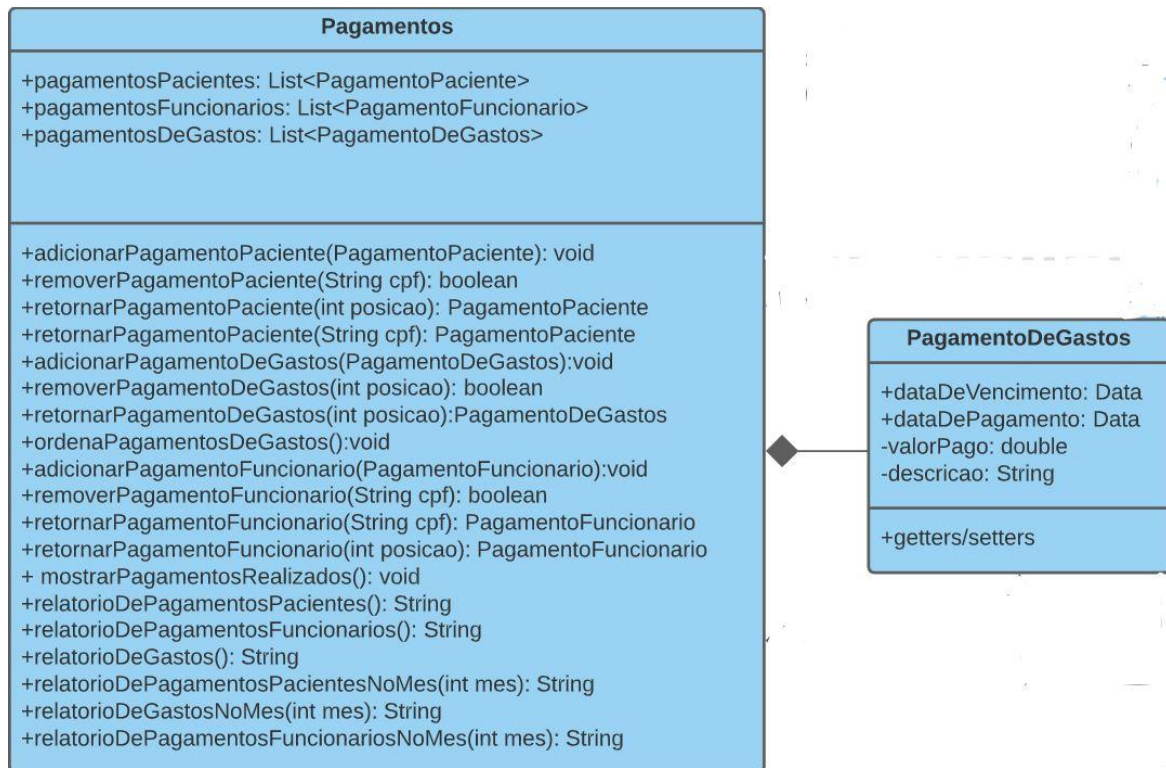 Pagamentos
+pagamentosPacientes: List<PagamentoPaciente>
+pagamentosFuncionarios: List<PagamentoFuncionario>
+pagamentosDeGastos: List<PagamentoDeGastos>
+adicionarPagamentoPaciente(PagamentoPaciente): void
+removerPagamentoPaciente(String cpf): boolean
+retornarPagamentoPaciente(int posicao): PagamentoPaciente
+retornarPagamentoPaciente(String cpf): PagamentoPaciente
+adicionarPagamentoDeGastos(PagamentoDeGastos):void
+removerPagamentoDeGastos(int posicao): boolean
+retornarPagamentoDeGastos(int posicao):PagamentoDeGastos
+ordenaPagamentosDeGastos():void
+adicionarPagamentoFuncionario(PagamentoFuncionario):void
+removerPagamentoFuncionario(String cpf): boolean
+retornarPagamentoFuncionario(String cpf): PagamentoFuncionario
+retornarPagamentoFuncionario(int posicao): PagamentoFuncionario
+ mostrarPagamentosRealizados(): void
+relatorioDePagamentosPacientes(): String
+relatorioDePagamentosFuncionarios(): String
+relatorioDeGastos(): String
+relatorioDePagamentosPacientesNoMes(int mes): String
+relatorioDeGastosNoMes(int mes): String
+relatorioDePagamentosFuncionariosNoMes(int mes): String
PagamentoDeGastos
+dataDeVencimento: Data
+dataDePagamento: Data
-valorPago: double
-descricao: String
+getters/setters